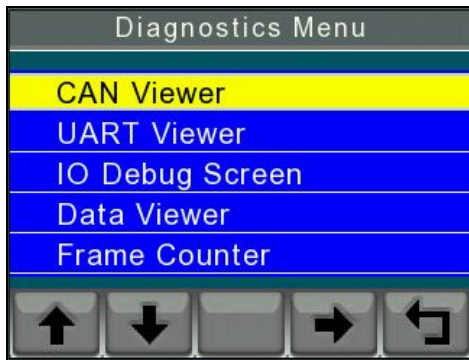 Diagnostics Menu
CAN Viewer
UART Viewer
IO Debug Screen
Data Viewer
Frame Counter